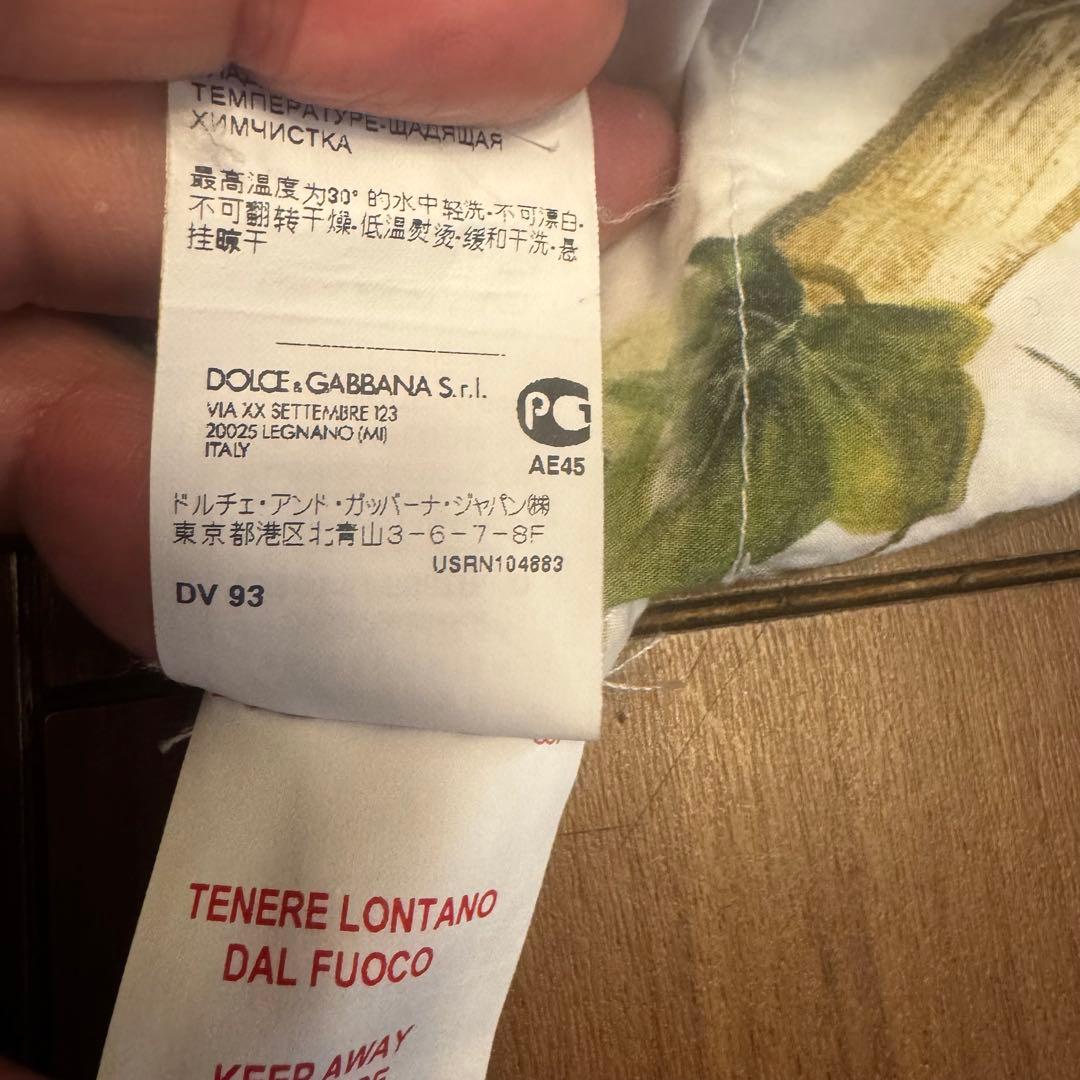 ТЕМПЕРАТУРЕ-ЩАДЯЩАЯ
ХИМЧИСТКА
最高温度为30°的水中轻洗·不可漂白·
不可翻转干燥·低温熨烫·缓和干洗·悬
挂晾干
DOLCE & GABBANA S.r.l.
VIA XX SETTEMBRE 123
20025 LEGNANO (MI)
ITALY
РСТ
AE45
ドルチェ・アンド・ガッバーナ・ジャパン㈱
東京都港区北青山3-6-7-8F
USRN104883
DV 93
TENERE LONTANO
DAL FUOCO
KEEP AWAY